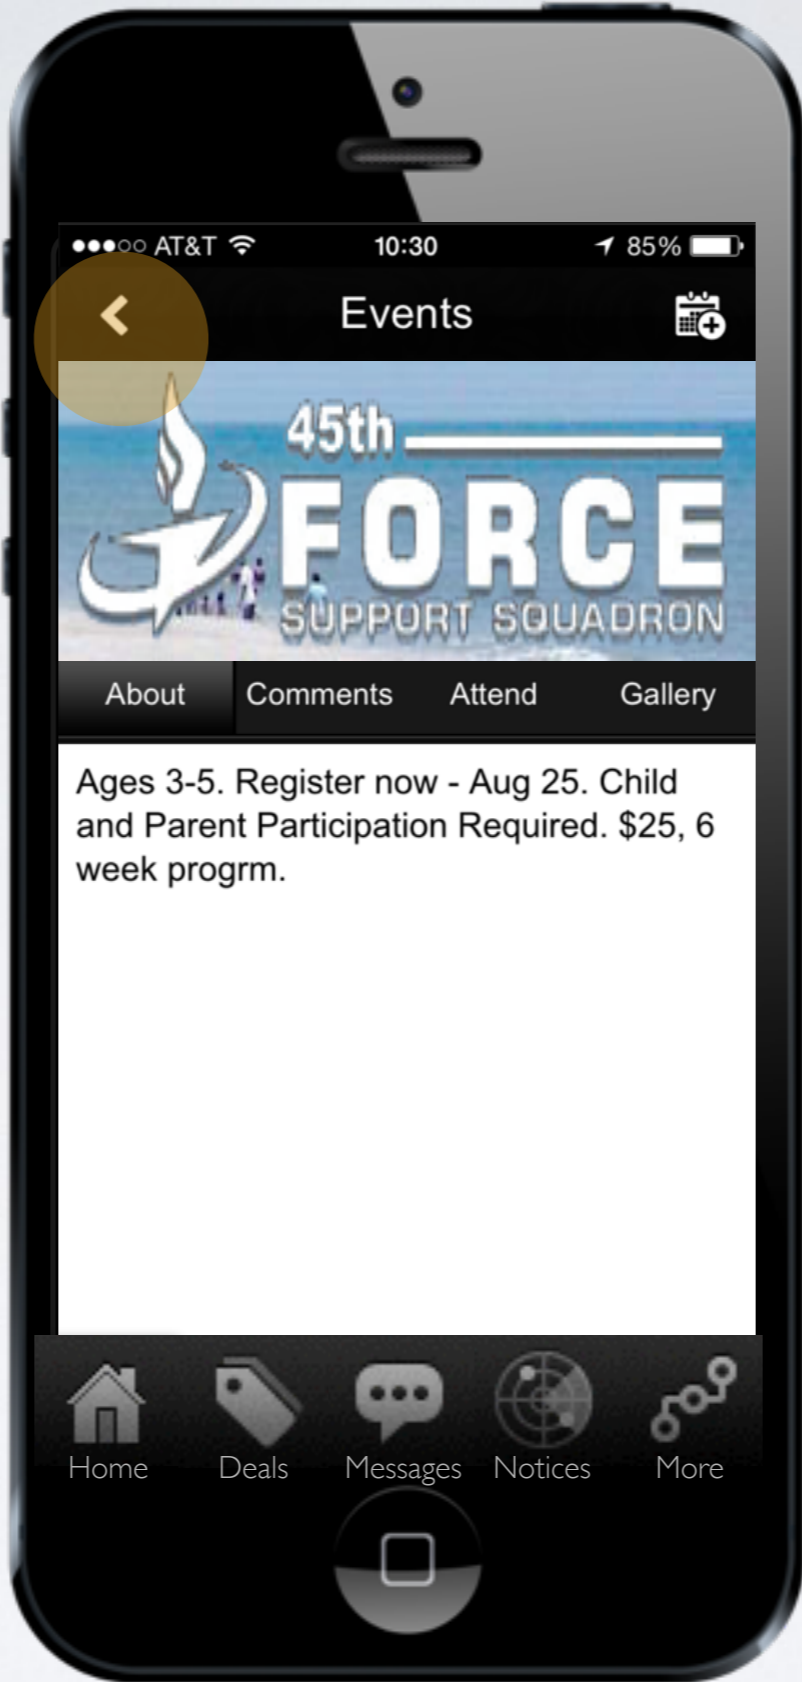 AT&T 10:30 85%
Events
45th
FORCE
SUPPORT SQUADRON
About Comments Attend Gallery
Ages 3-5. Register now - Aug 25. Child
and Parent Participation Required. $25, 6
week progrm.
Home Deals Messages Notices More